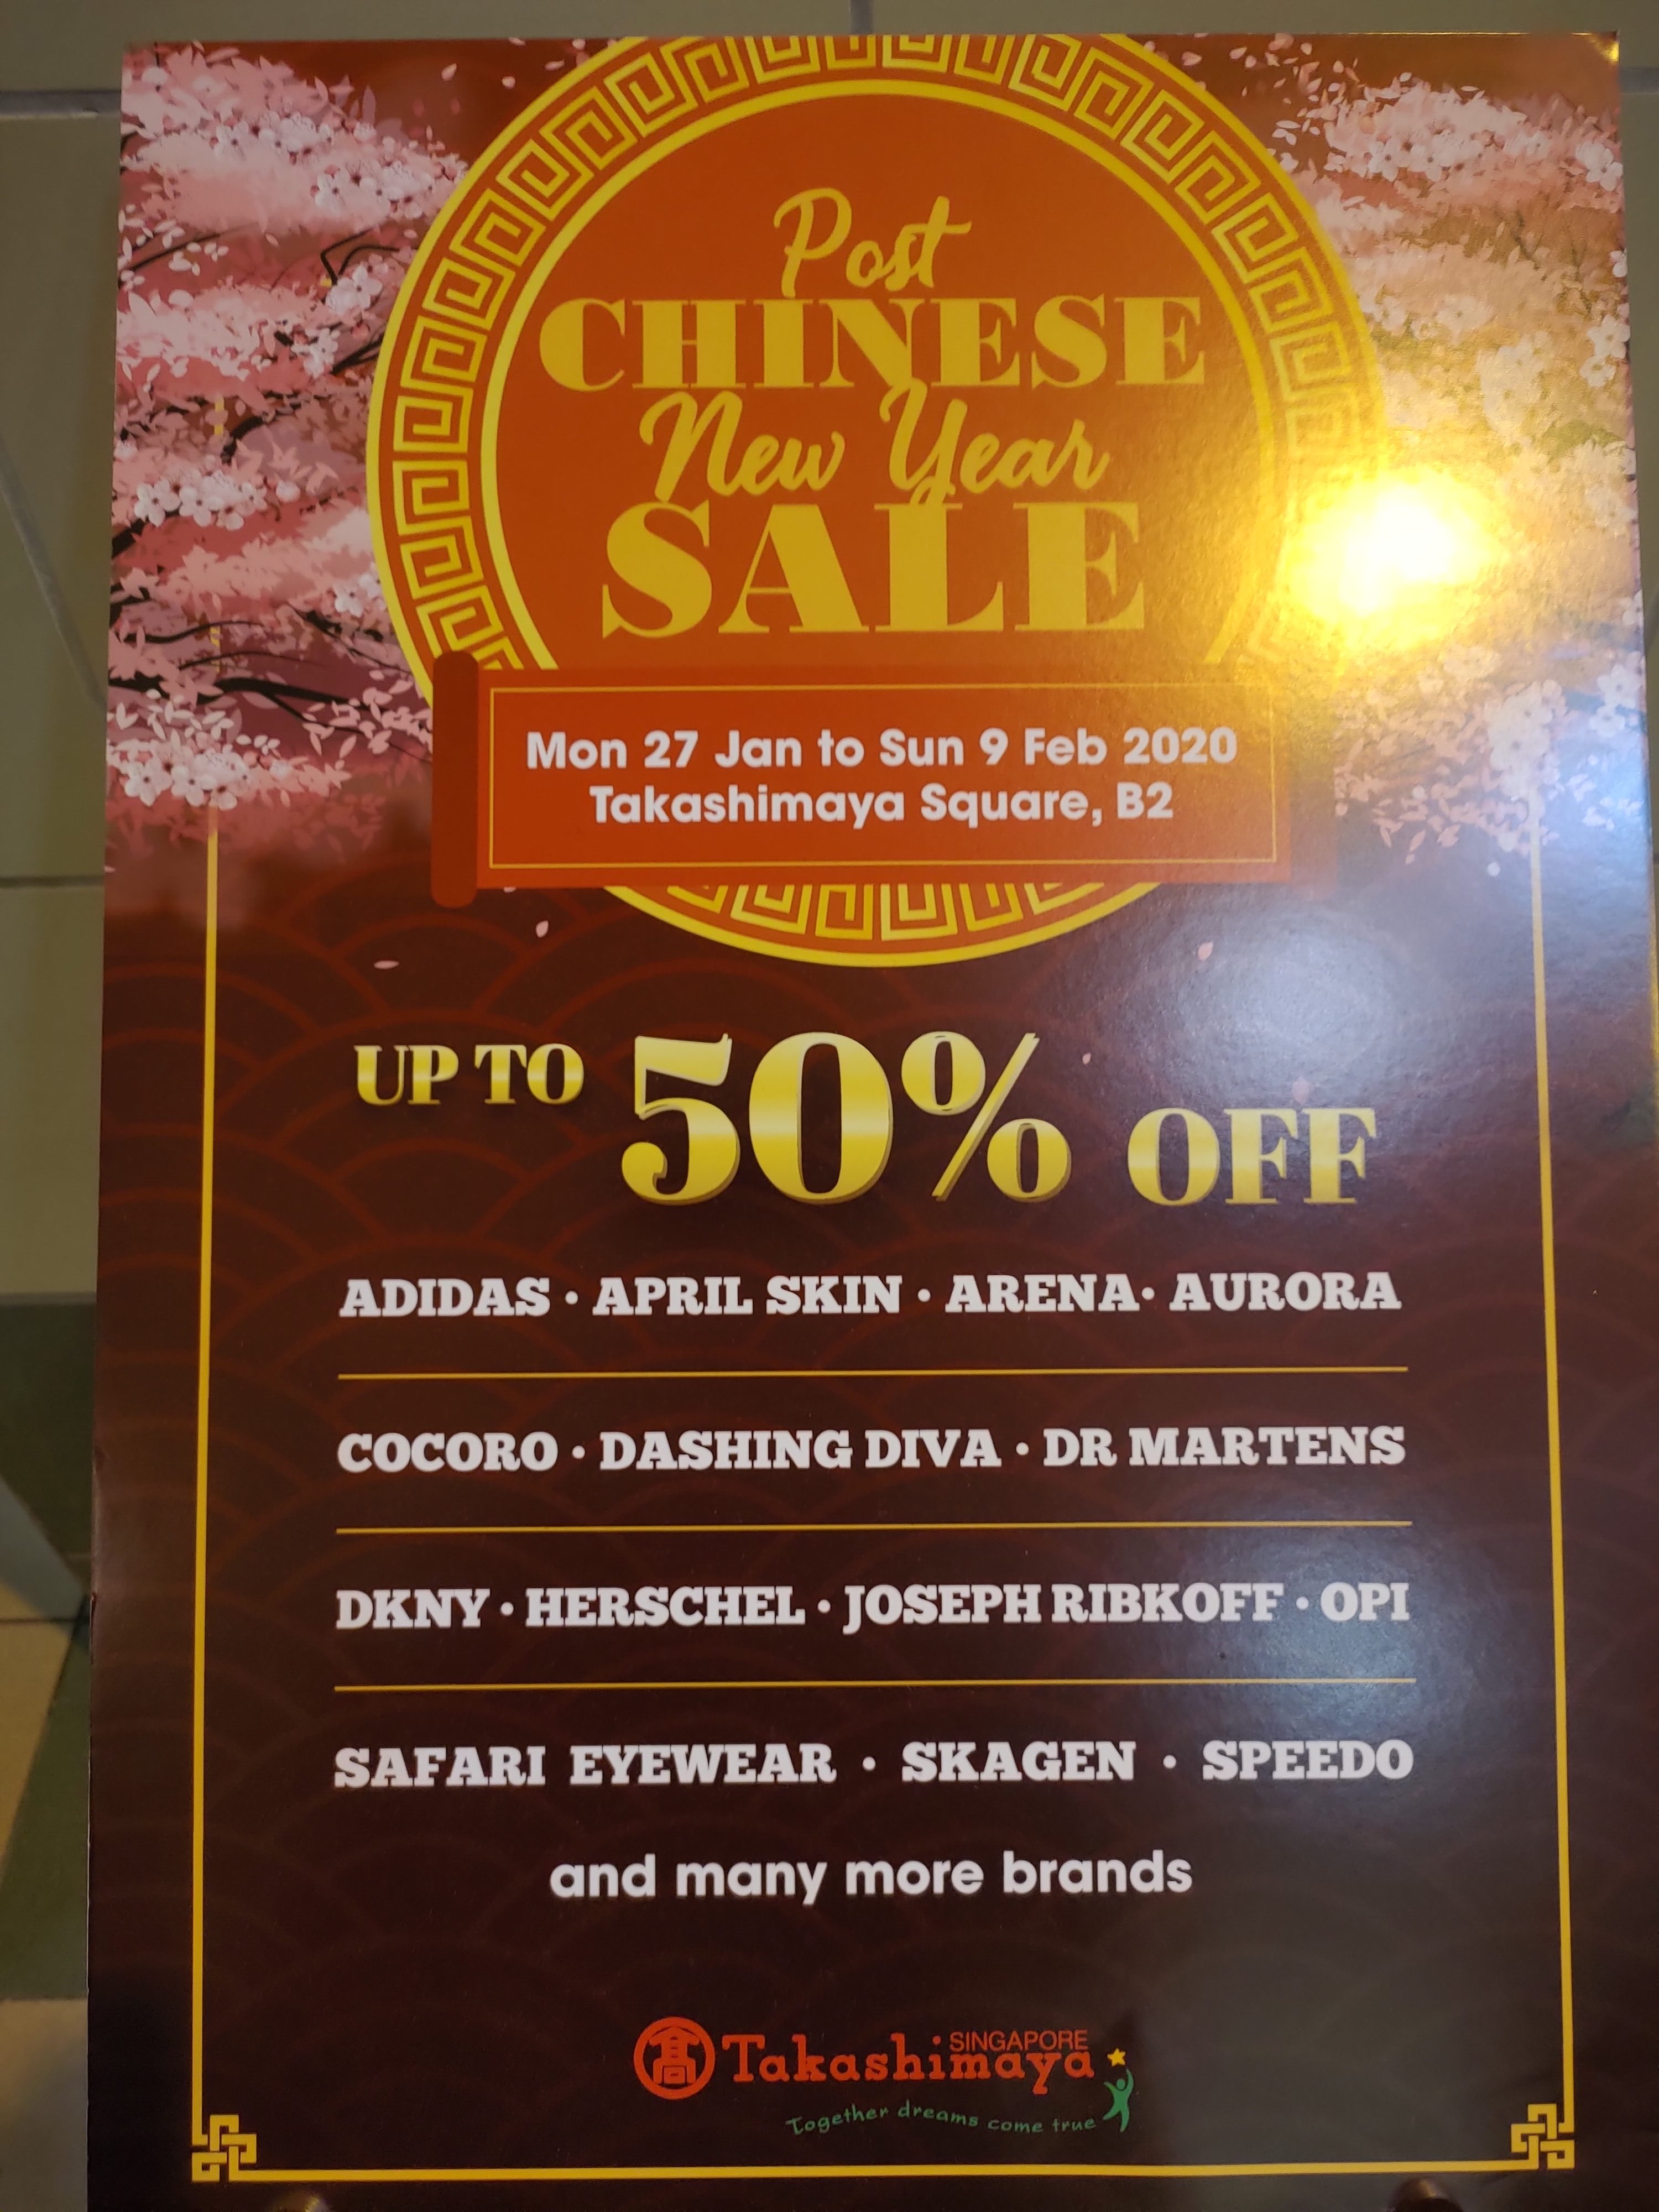 Post
CHINESE
New Year
SALE
Mon 27 Jan to Sun 9 Feb 2020
Takashimaya Square, B2
UP TO 50% OFF
ADIDAS • APRIL SKIN • ARENA • AURORA
COCORO • DASHING DIVA • DR MARTENS
DKNY • HERSCHEL • JOSEPH RIBKOFF • OPI
SAFARI EYEWEAR • SKAGEN • SPEEDO
and many more brands
髙 Takashimaya SINGAPORE
Together dreams come true